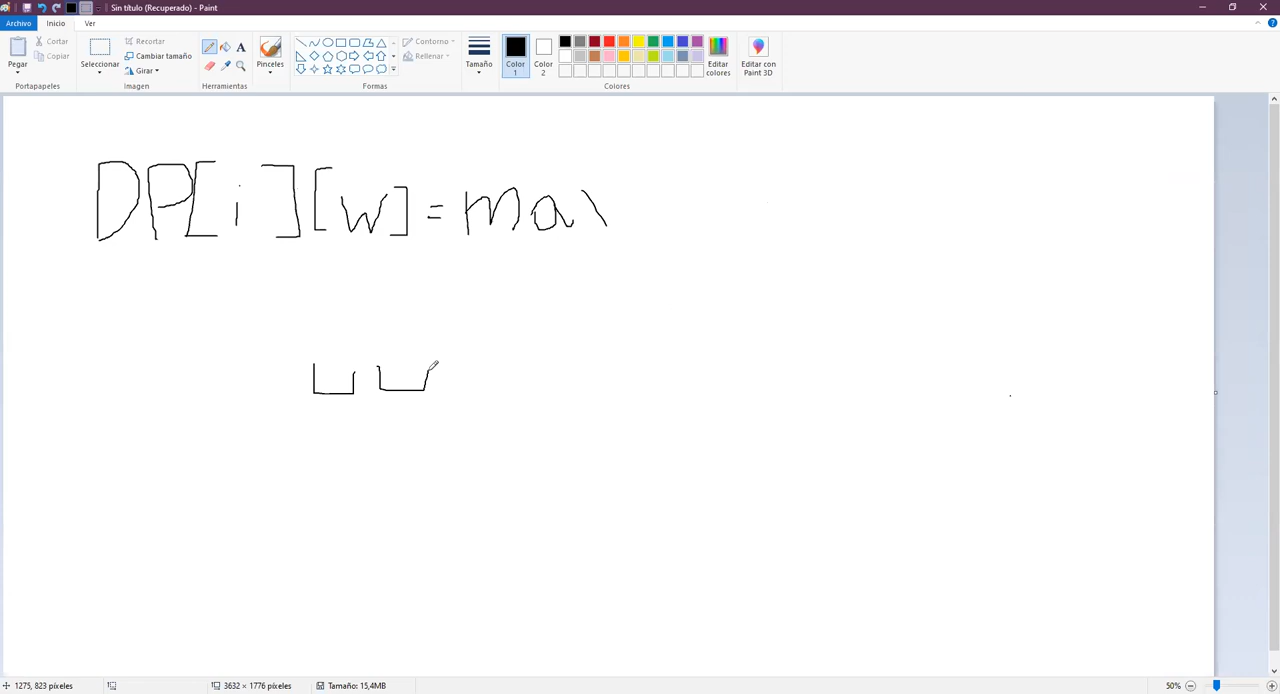 Sin título (Recuperado) - Paint
Archivo Inicio Ver
Pegar Cortar Copiar
Portapapeles
Seleccionar Recortar Cambiar tamaño Girar
Imagen
Herramientas
Pinceles
Contorno Rellenar
Formas
Tamaño
Color 1 Color 2
Editar colores
Editar con Paint 3D
Colores
DP[i][w]=max
1275, 823 píxeles 3632 × 1776 píxeles Tamaño: 15,4MB 50%